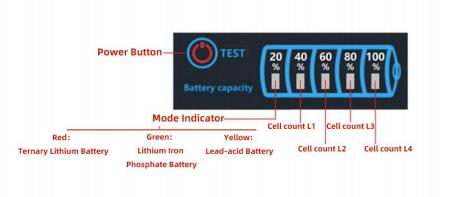 Power Button
TEST
20 % 40 % 60 % 80 % 100 %
Battery capacity
Mode Indicator
Cell count L1
Cell count L3
Cell count L2
Cell count L4
Red:
Ternary Lithium Battery
Green:
Lithium Iron
Phosphate Battery
Yellow:
Lead-acid Battery